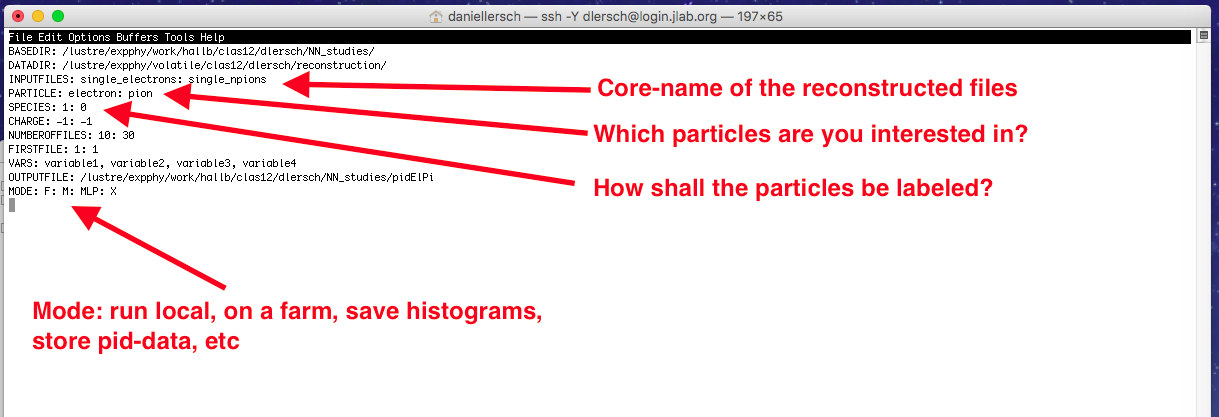 daniellersch — ssh -Y dlersch@login.jlab.org — 197×65
File Edit Options Buffers Tools Help
BASEDIR: /lustre/expphy/work/hallb/clas12/dlersch/NN_studies/
DATADIR: /lustre/expphy/volatile/clas12/dlersch/reconstruction/
INPUTFILES: single_electrons: single_npions
PARTICLE: electron: pion
SPECIES: 1: 0
CHARGE: -1: -1
NUMBEROFFILES: 10: 30
FIRSTFILE: 1: 1
VARS: variable1, variable2, variable3, variable4
OUTPUTFILE: /lustre/expphy/work/hallb/clas12/dlersch/NN_studies/pidElPi
MODE: F: M: MLP: X
Core-name of the reconstructed files
Which particles are you interested in?
How shall the particles be labeled?
Mode: run local, on a farm, save histograms,
store pid-data, etc